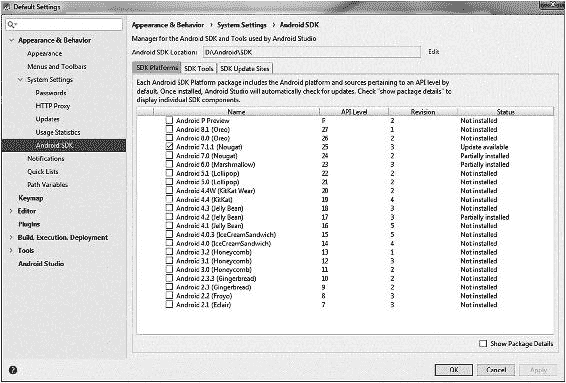 Default Settings
Appearance & Behavior > System Settings > Android SDK
Manager for the Android SDK and Tools used by Android Studio
Android SDK Location: D:\Android\SDK Edit
Appearance & Behavior
Appearance
Menus and Toolbars
System Settings
Passwords
HTTP Proxy
Updates
Usage Statistics
Android SDK
Notifications
Quick Lists
Path Variables
Keymap
Editor
Plugins
Build, Execution, Deployment
Tools
Android Studio
SDK Platforms SDK Tools SDK Update Sites
Each Android SDK Platform package includes the Android platform and sources pertaining to an API level by
default. Once installed, Android Studio will automatically check for updates. Check "show package details" to
display individual SDK components.
Name API Level Revision Status
Android P Preview P 2 Not installed
Android 8.1 (Oreo) 27 1 Not installed
Android 8.0 (Oreo) 26 2 Not installed
Android 7.1.1 (Nougat) 25 3 Update available
Android 7.0 (Nougat) 24 2 Partially installed
Android 6.0 (Marshmallow) 23 3 Partially installed
Android 5.1 (Lollipop) 22 2 Not installed
Android 5.0 (Lollipop) 21 2 Not installed
Android 4.4W (KitKat Wear) 20 2 Not installed
Android 4.4 (KitKat) 19 4 Not installed
Android 4.3 (Jelly Bean) 18 3 Not installed
Android 4.2 (Jelly Bean) 17 3 Partially installed
Android 4.1 (Jelly Bean) 16 5 Not installed
Android 4.0.3 (IceCreamSandwich) 15 5 Not installed
Android 4.0 (IceCreamSandwich) 14 4 Not installed
Android 3.2 (Honeycomb) 13 1 Not installed
Android 3.1 (Honeycomb) 12 3 Not installed
Android 3.0 (Honeycomb) 11 2 Not installed
Android 2.3.3 (Gingerbread) 10 2 Not installed
Android 2.3 (Gingerbread) 9 2 Not installed
Android 2.2 (Froyo) 8 3 Not installed
Android 2.1 (Eclair) 7 3 Not installed
Show Package Details
OK Cancel Apply